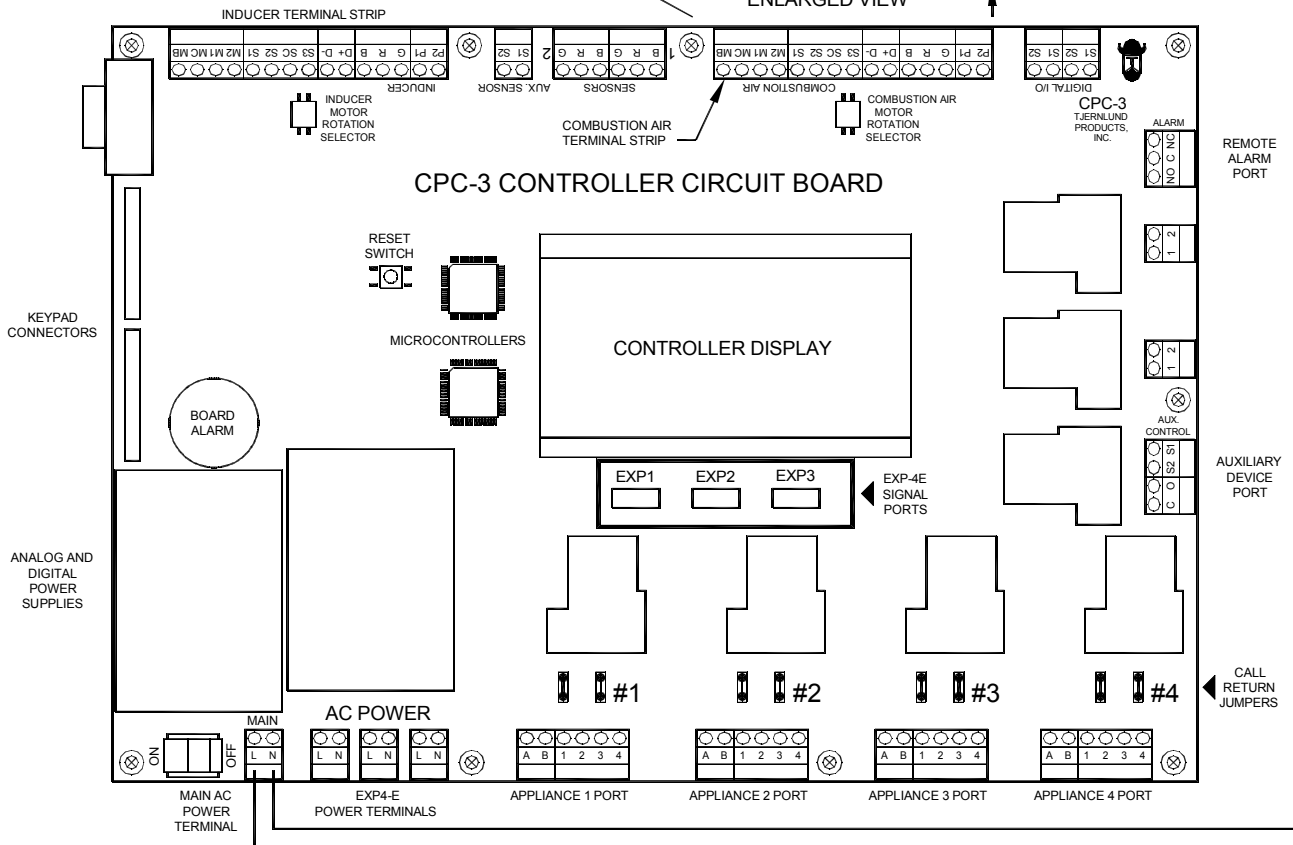 ENLARGED VIEW
INDUCER TERMINAL STRIP
MB MC M1 M2 S1 S2 SC S3 D- D+ B R G P1 P2
S2 S1
2
G R B G R B
1
MB MC M1 M2 S1 S2 SC S3 D- D+ B R G P1 P2
S2 S1 S2 S1
INDUCER
AUX. SENSOR
SENSORS
COMBUSTION AIR
DIGITAL I/O
INDUCER
MOTOR
ROTATION
SELECTOR
COMBUSTION AIR
TERMINAL STRIP
COMBUSTION AIR
MOTOR
ROTATION
SELECTOR
CPC-3
TJERNLUND
PRODUCTS,
INC.
ALARM
NO C NC
REMOTE
ALARM
PORT
CPC-3 CONTROLLER CIRCUIT BOARD
1 2
RESET
SWITCH
KEYPAD
CONNECTORS
MICROCONTROLLERS
CONTROLLER DISPLAY
1 2
BOARD
ALARM
AUX.
CONTROL
C O S2 S1
AUXILIARY
DEVICE
PORT
EXP1 EXP2 EXP3
EXP-4E
SIGNAL
PORTS
ANALOG AND
DIGITAL
POWER
SUPPLIES
#1 #2 #3 #4
CALL
RETURN
JUMPERS
MAIN
AC POWER
ON
OFF
L N
L N L N L N
A B 1 2 3 4
A B 1 2 3 4
A B 1 2 3 4
A B 1 2 3 4
MAIN AC
POWER
TERMINAL
EXP4-E
POWER TERMINALS
APPLIANCE 1 PORT
APPLIANCE 2 PORT
APPLIANCE 3 PORT
APPLIANCE 4 PORT